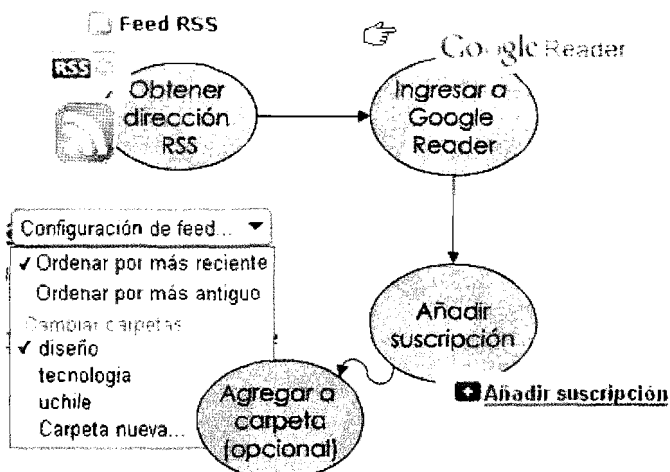 Feed RSS
RSS
Obtener
dirección
RSS
Google Reader
Ingresar a
Google
Reader
Configuración de feed...
Ordenar por más reciente
Ordenar por más antiguo
Cambiar carpetas
diseño
tecnología
uchile
Carpeta nueva...
Añadir
suscripción
Añadir suscripción
Agregar a
carpeta
(opcional)